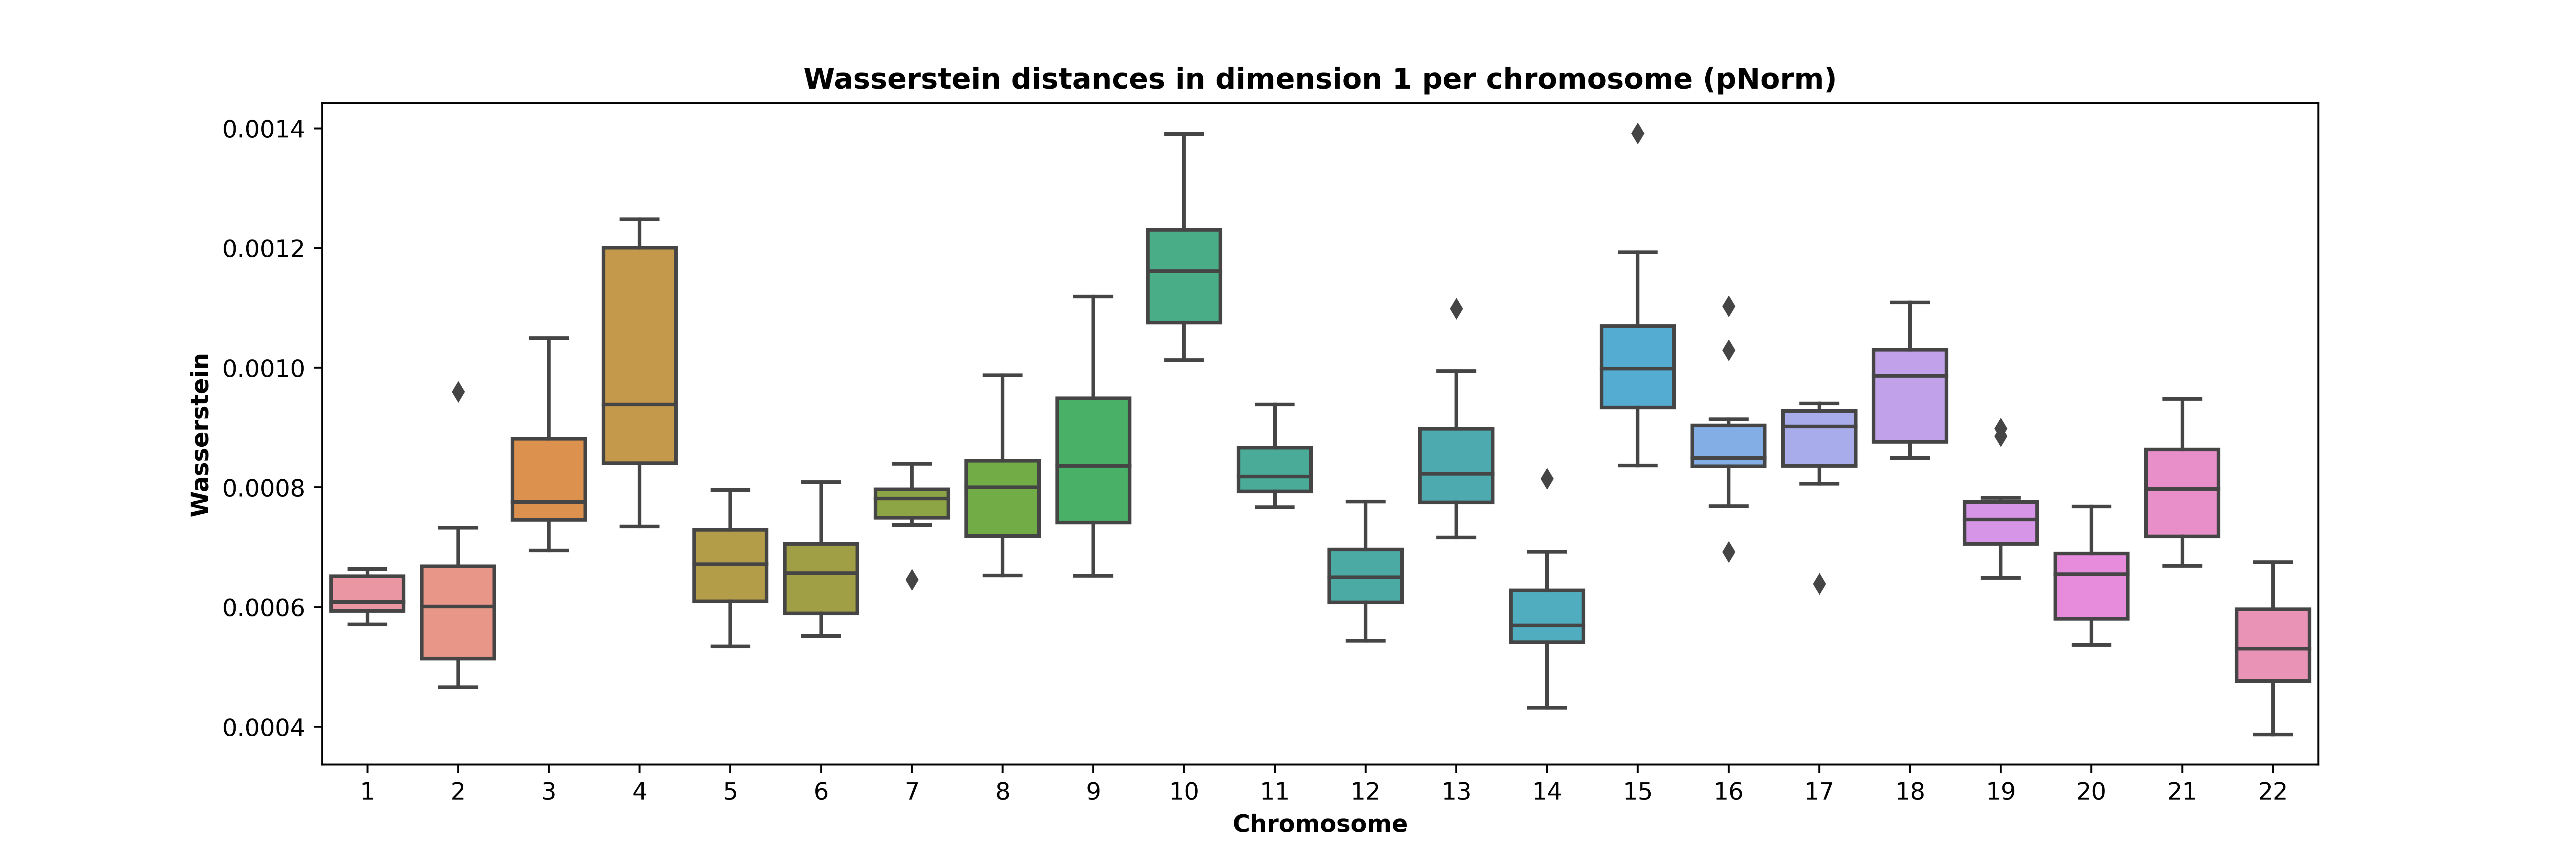 Wasserstein distances in dimension 1 per chromosome (pNorm)
0.0014
0.0012
0.0010
0.0008
0.0006
0.0004
Wasserstein
1 2 3 4 5 6 7 8 9 10 11 12 13 14 15 16 17 18 19 20 21 22
Chromosome